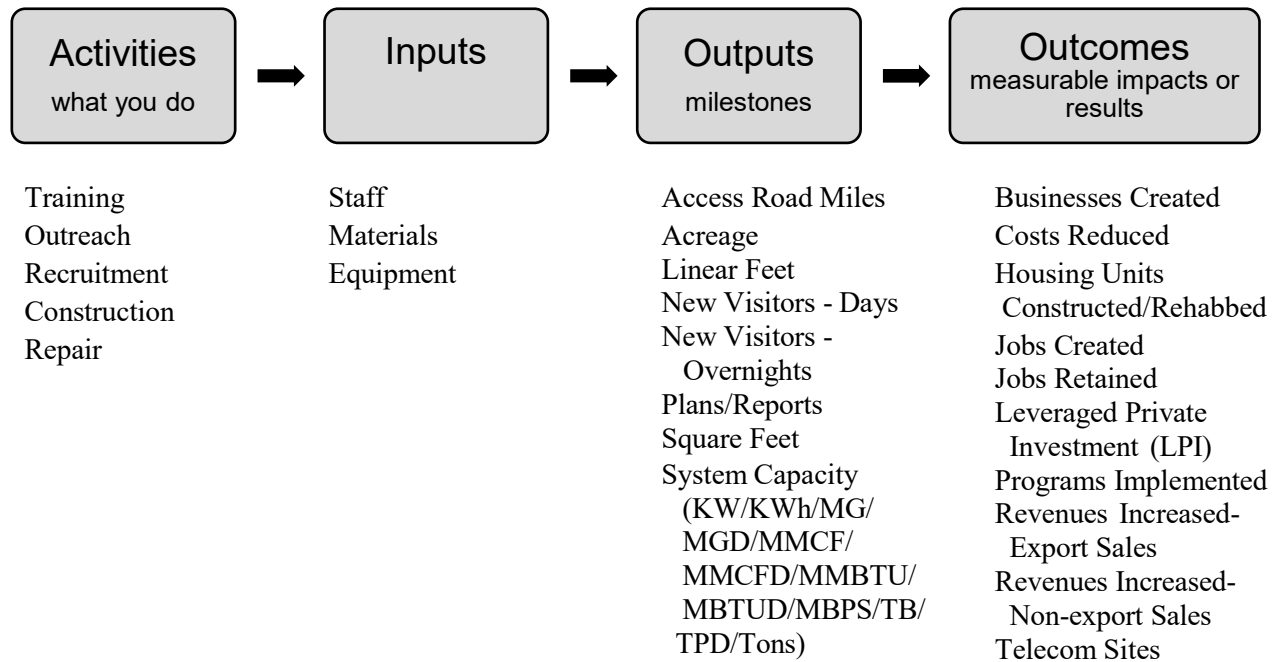 Activities
what you do
Inputs
Outputs
milestones
Outcomes
measurable impacts or
results
Training
Outreach
Recruitment
Construction
Repair
Staff
Materials
Equipment
Access Road Miles
Acreage
Linear Feet
New Visitors - Days
New Visitors -
Overnights
Plans/Reports
Square Feet
System Capacity
(KW/KWh/MG/
MGD/MMCF/
MMCFD/MMBTU/
MBTUD/MBPS/TB/
TPD/Tons)
Businesses Created
Costs Reduced
Housing Units
Constructed/Rehabbed
Jobs Created
Jobs Retained
Leveraged Private
Investment (LPI)
Programs Implemented
Revenues Increased-
Export Sales
Revenues Increased-
Non-export Sales
Telecom Sites